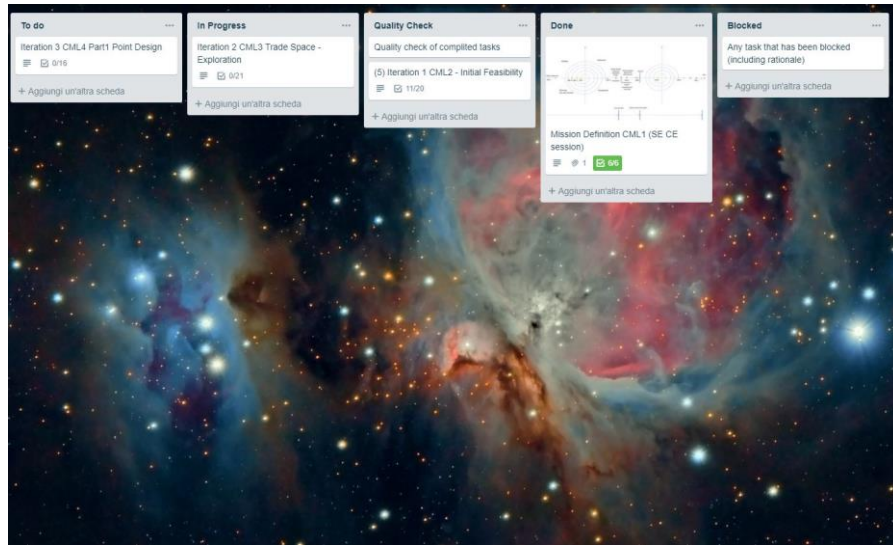 To do
Iteration 3 CML4 Part1 Point Design
0/16
+ Aggiungi un'altra scheda
In Progress
Iteration 2 CML3 Trade Space -
Exploration
0/21
+ Aggiungi un'altra scheda
Quality Check
Quality check of complited tasks
(5) Iteration 1 CML2 - Initial Feasibility
11/20
+ Aggiungi un'altra scheda
Done
Mission Definition CML1 (SE CE
session)
1
6/6
+ Aggiungi un'altra scheda
Blocked
Any task that has been blocked
(including rationale)
+ Aggiungi un'altra scheda